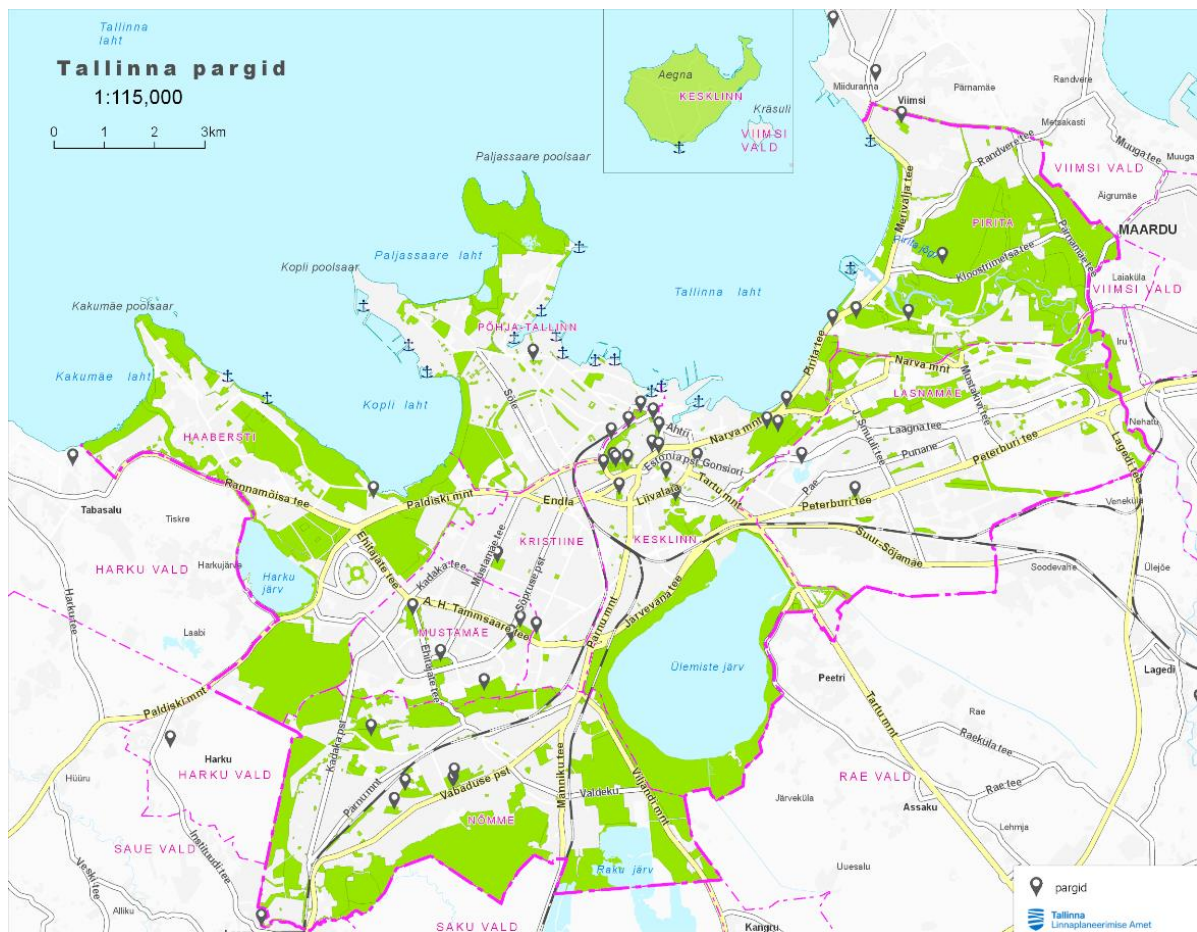 Tallinna
laht
Tallinna pargid
1:115,000
0 1 2 3km
Aegna
KESKLINN
Kräsuli
VIIMSI
VALD
Miiduranna
Pärnamäe
Randvere
Viimsi
Metsakasti
Randvere tee
Muuga tee
Muuga
VIIMSI VALD
Äigrumäe
Merivälja tee
PIRITA
Pärnamäe tee
MAARDU
Pirita jõgi
Kloostrimetsa tee
Laiaküla
VIIMSI VALD
Paljassaare poolsaar
Paljassaare laht
Kopli poolsaar
Tallinna laht
Kakumäe poolsaar
PÕHJA-TALLINN
Pirita tee
Iru
Narva mnt
Kakumäe laht
Kopli laht
Sõle
LASNAMÄE
Mustakivi tee
HAABERSTI
Ahtri
Narva mnt
J. Smuuli tee
Laagna tee
Nehatu
Estonia pst
Gonsiori
Punane
Peterburi tee
Lagedi tee
Rannamõisa tee
Paldiski mnt
Endla
Liivalaia
Tartu mnt
Pae
Tabasalu
Peterburi tee
Veneküla
Tiskre
Ehitajate tee
Mustamäe tee
Sõpruse pst
KRISTIINE
KESKLINN
Suur-Sõjamäe
HARKU VALD
Harkujärve
Harku
järv
Kadaka tee
Soodevahe
Ülejõe
Harku tee
A. H. Tammsaare tee
Järvevana tee
Pärnu mnt
Laabi
MUSTAMÄE
Ehitajate tee
Ülemiste järv
Peetri
Lagedi
Paldiski mnt
Tartu mnt
Rae
Kadaka pst
Raeküla tee
Harku
Hüüru
HARKU VALD
Pärnu mnt
Vabaduse pst
Männiku tee
Valdeku
Viljandi mnt
RAE VALD
Rae tee
Järveküla
Assaku
NÕMME
Lehmja
SAUE VALD
Instituudi tee
Raku järv
Uuesalu
Veski tee
Alliku
SAKU VALD
Kangru
pargid
Tallinna
Linnaplaneerimise Amet